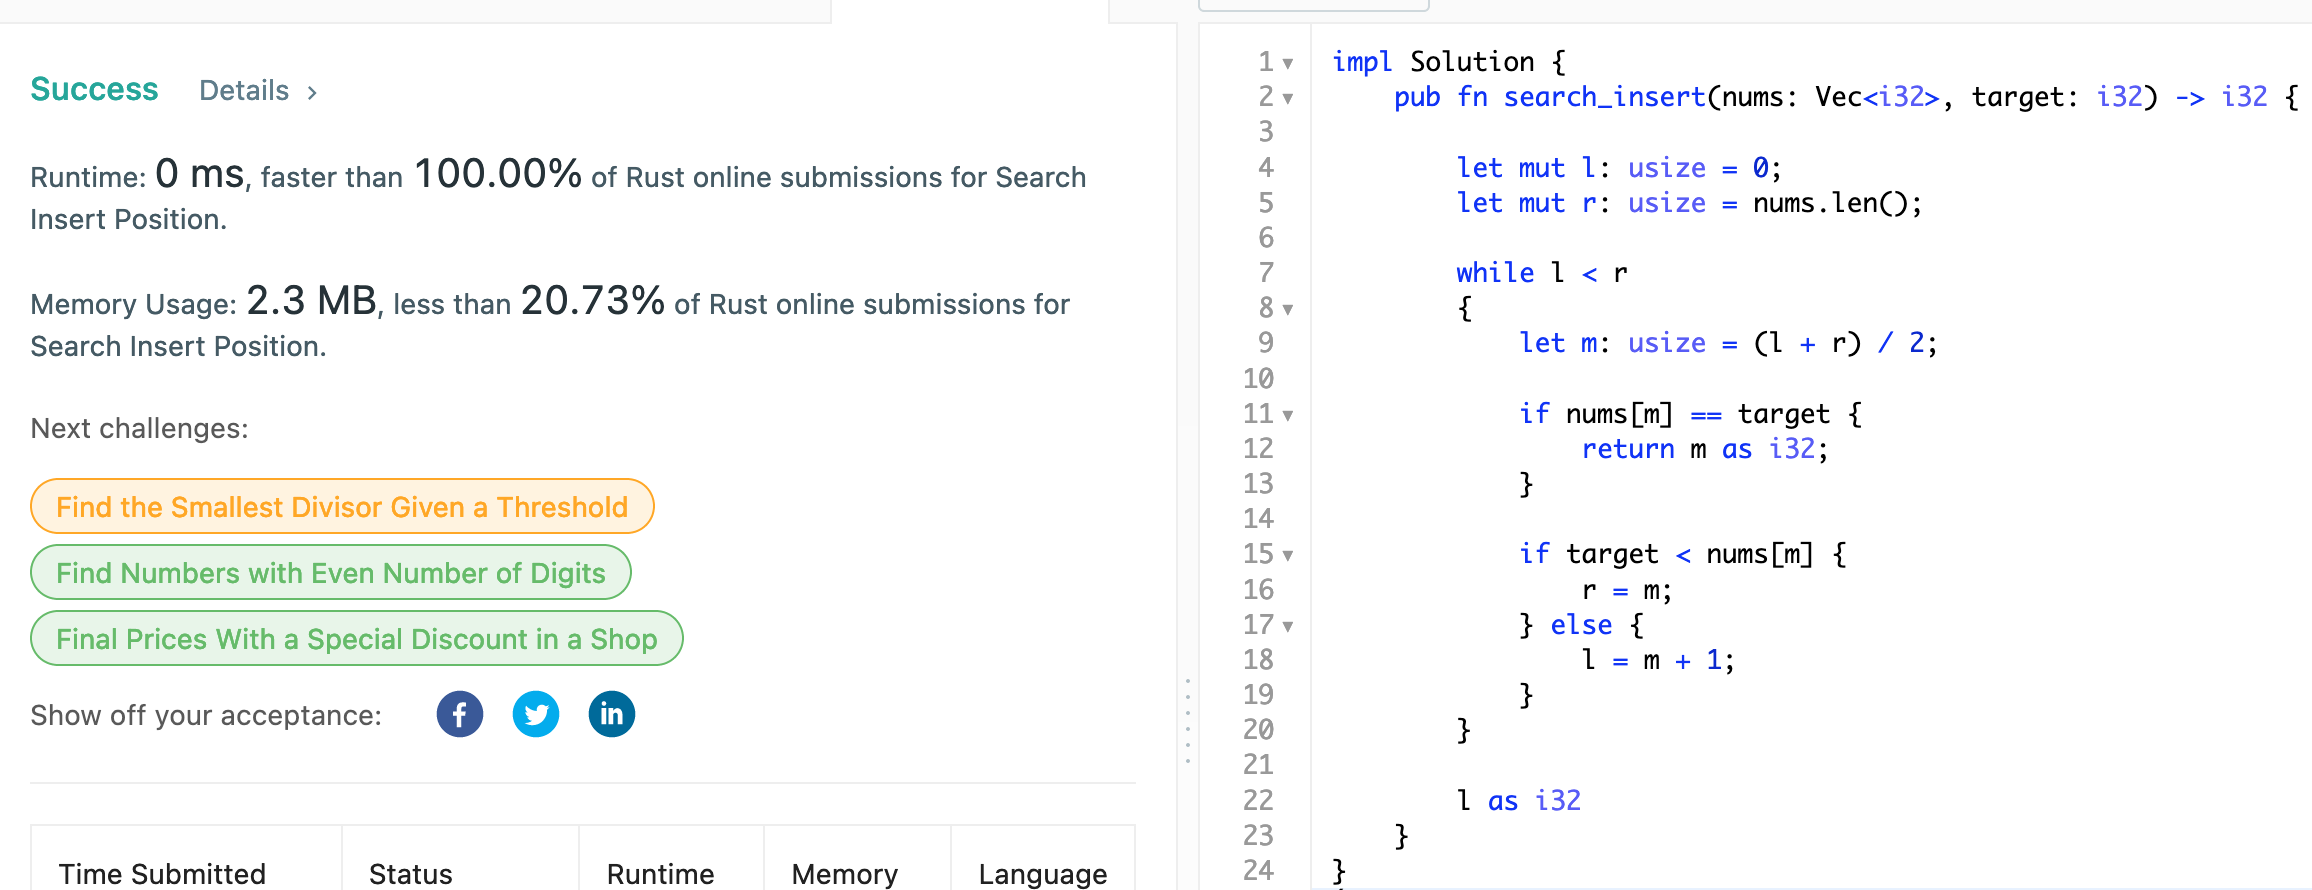 Success Details >
Runtime: 0 ms, faster than 100.00% of Rust online submissions for Search
Insert Position.
Memory Usage: 2.3 MB, less than 20.73% of Rust online submissions for
Search Insert Position.
Next challenges:
Find the Smallest Divisor Given a Threshold
Find Numbers with Even Number of Digits
Final Prices With a Special Discount in a Shop
Show off your acceptance: f in
Time Submitted Status Runtime Memory Language
1 impl Solution {
2     pub fn search_insert(nums: Vec<i32>, target: i32) -> i32 {
3
4         let mut l: usize = 0;
5         let mut r: usize = nums.len();
6
7         while l < r
8         {
9             let m: usize = (l + r) / 2;
10
11             if nums[m] == target {
12                 return m as i32;
13             }
14
15             if target < nums[m] {
16                 r = m;
17             } else {
18                 l = m + 1;
19             }
20         }
21
22         l as i32
23     }
24 }